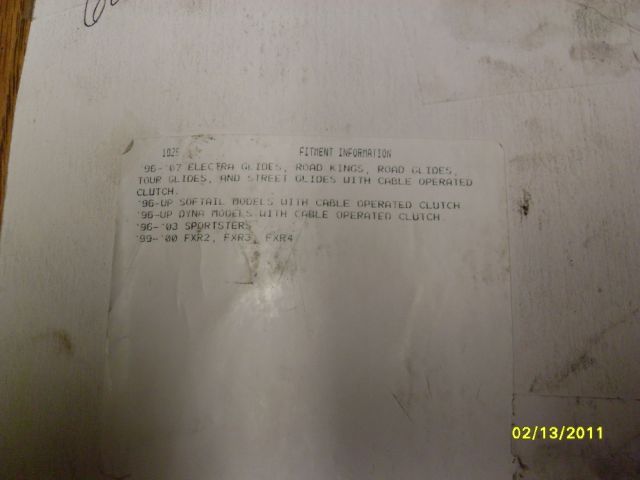 1025 FITMENT INFORMATION
'96-'07 ELECTRA GLIDES, ROAD KINGS, ROAD GLIDES,
TOUR GLIDES, AND STREET GLIDES WITH CABLE OPERATED
CLUTCH.
'96-UP SOFTAIL MODELS WITH CABLE OPERATED CLUTCH
'96-UP DYNA MODELS WITH CABLE OPERATED CLUTCH.
'96-'03 SPORTSTERS
'99-'00 FXR2, FXR3, FXR4
02/13/2011